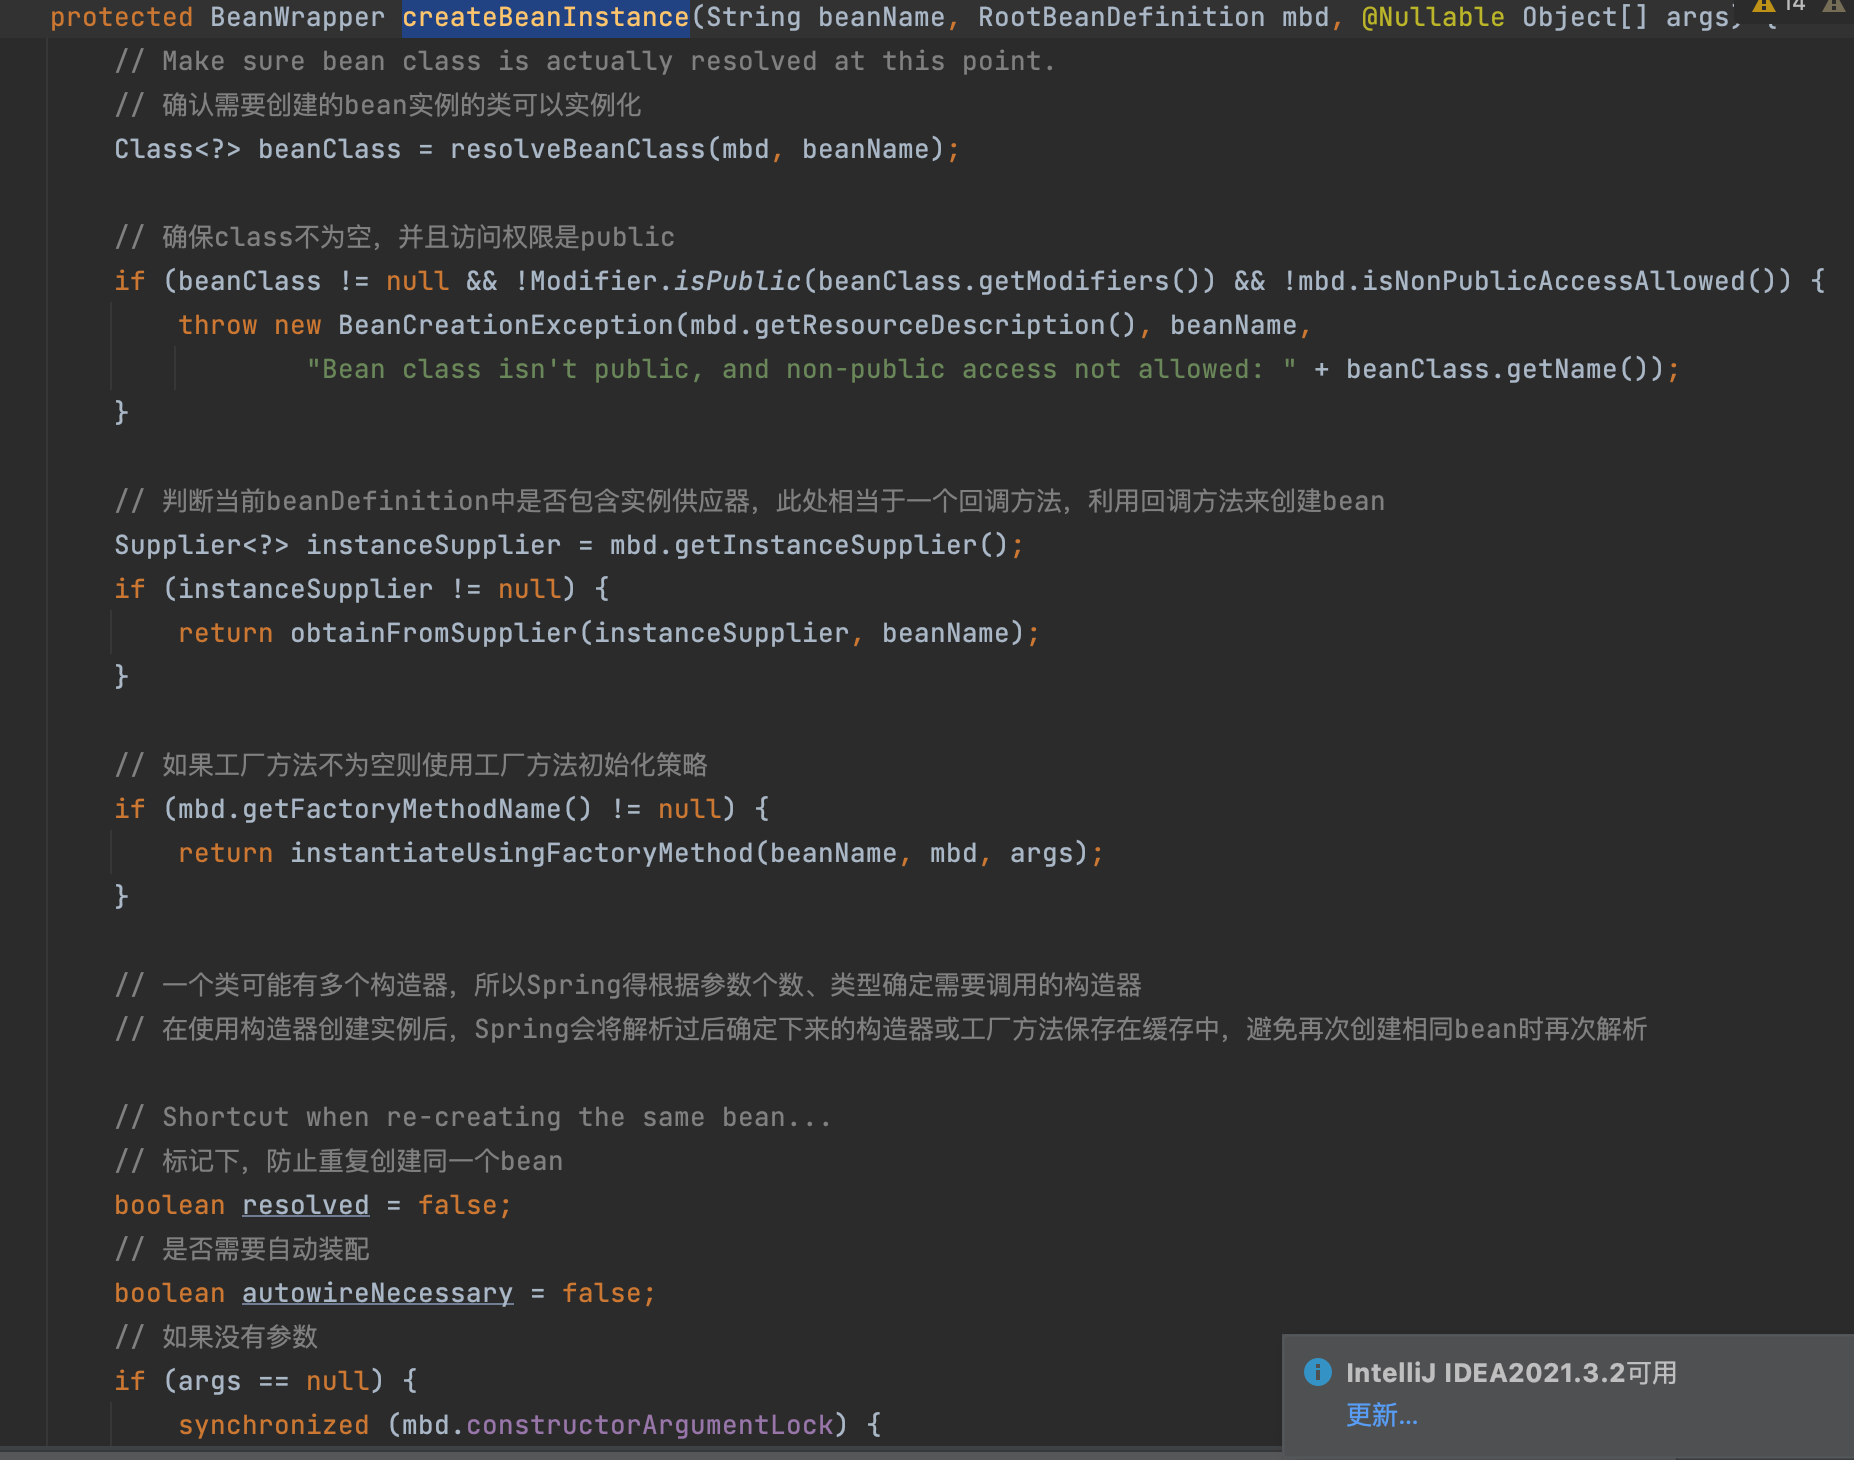 protected BeanWrapper createBeanInstance(String beanName, RootBeanDefinition mbd, @Nullable Object[] args) {
14
// Make sure bean class is actually resolved at this point.
// 确认需要创建的bean实例的类可以实例化
Class<?> beanClass = resolveBeanClass(mbd, beanName);
// 确保class不为空，并且访问权限是public
if (beanClass != null && !Modifier.isPublic(beanClass.getModifiers()) && !mbd.isNonPublicAccessAllowed()) {
throw new BeanCreationException(mbd.getResourceDescription(), beanName,
"Bean class isn't public, and non-public access not allowed: " + beanClass.getName());
}
// 判断当前beanDefinition中是否包含实例供应器，此处相当于一个回调方法，利用回调方法来创建bean
Supplier<?> instanceSupplier = mbd.getInstanceSupplier();
if (instanceSupplier != null) {
return obtainFromSupplier(instanceSupplier, beanName);
}
// 如果工厂方法不为空则使用工厂方法初始化策略
if (mbd.getFactoryMethodName() != null) {
return instantiateUsingFactoryMethod(beanName, mbd, args);
}
// 一个类可能有多个构造器，所以Spring得根据参数个数、类型确定需要调用的构造器
// 在使用构造器创建实例后，Spring会将解析过后确定下来的构造器或工厂方法保存在缓存中，避免再次创建相同bean时再次解析
// Shortcut when re-creating the same bean...
// 标记下，防止重复创建同一个bean
boolean resolved = false;
// 是否需要自动装配
boolean autowireNecessary = false;
// 如果没有参数
if (args == null) {
synchronized (mbd.constructorArgumentLock) {
IntelliJ IDEA2021.3.2可用
更新...